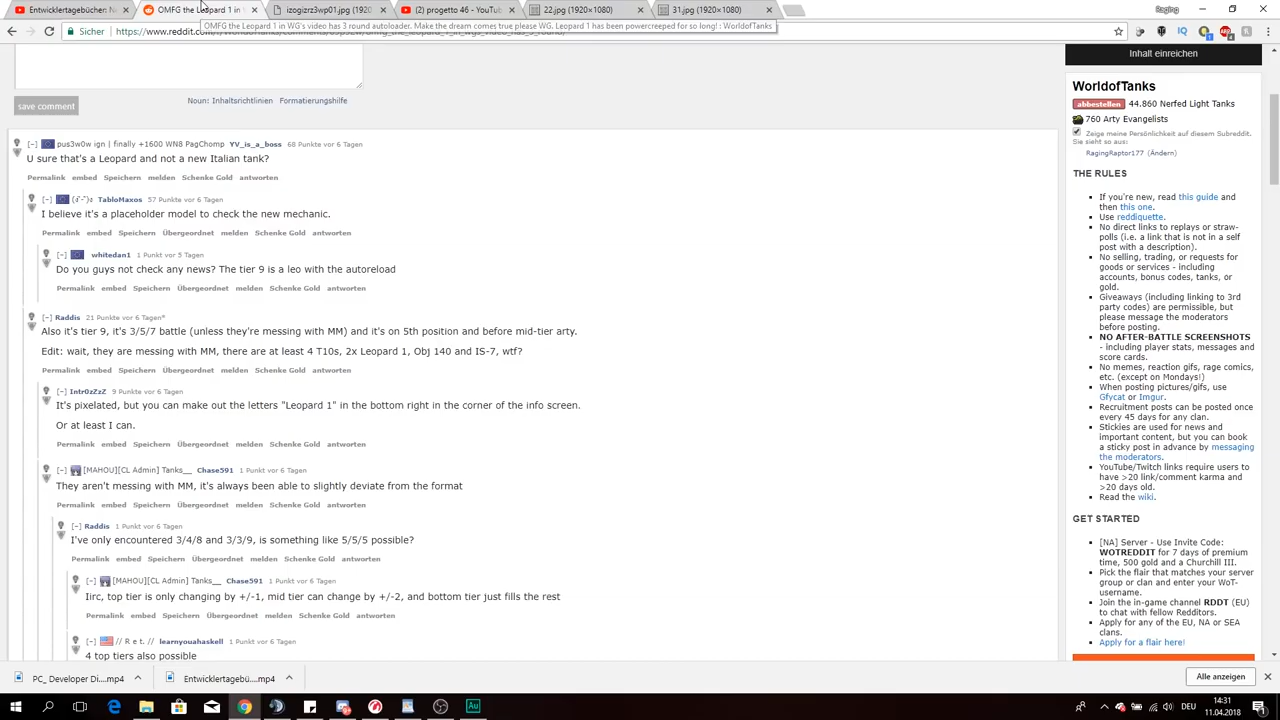 Entwicklertagebüchen: N
OMFG the Leopard 1 in
izogirz3wp01.jpg (1920
(2) progetto 46 - YouTub
22.jpg (1920×1080)
31.jpg (1920×1080)
Raging
OMFG the Leopard 1 in WG's video has 3 round autoloader. Make the dream comes true please WG. Leopard 1 has been powercreeped for so long! : WorldofTanks
Sicher
save comment
Noun: Inhaltsrichtlinien Formatierungshilfe
[−] pus3w0w ign | finally +1600 WN8 PagChomp YV_is_a_boss 68 Punkte vor 6 Tagen
U sure that's a Leopard and not a new Italian tank?
Permalink embed Speichern melden Schenke Gold antworten
TabloMaxos 57 Punkte vor 6 Tagen
I believe it's a placeholder model to check the new mechanic.
Permalink embed Speichern Übergeordnet melden Schenke Gold antworten
[−] whitedan1 1 Punkt vor 5 Tagen
Do you guys not check any news? The tier 9 is a leo with the autoreload
Permalink embed Speichern Übergeordnet melden Schenke Gold antworten
[−] Raddis 21 Punkte vor 6 Tagen*
Also it's tier 9, it's 3/5/7 battle (unless they're messing with MM) and it's on 5th position and before mid-tier arty.
Edit: wait, they are messing with MM, there are at least 4 T10s, 2x Leopard 1, Obj 140 and IS-7, wtf?
Permalink embed Speichern Übergeordnet melden Schenke Gold antworten
[−] Intr0zZzZ 9 Punkte vor 6 Tagen
It's pixelated, but you can make out the letters "Leopard 1" in the bottom right in the corner of the info screen.
Or at least I can.
Permalink embed Speichern Übergeordnet melden Schenke Gold antworten
[−] [MAHOU][CL Admin] Tanks__ Chase591 1 Punkt vor 6 Tagen
They aren't messing with MM, it's always been able to slightly deviate from the format
Permalink embed Speichern Übergeordnet melden Schenke Gold antworten
[−] Raddis 1 Punkt vor 6 Tagen
I've only encountered 3/4/8 and 3/3/9, is something like 5/5/5 possible?
Permalink embed Speichern Übergeordnet melden Schenke Gold antworten
[−] [MAHOU][CL Admin] Tanks__ Chase591 1 Punkt vor 6 Tagen
Iirc, top tier is only changing by +/-1, mid tier can change by +/-2, and bottom tier just fills the rest
Permalink embed Speichern Übergeordnet melden Schenke Gold antworten
[−] // R e t. // learnyouahaskell 1 Punkt vor 6 Tagen
4 top tiers also possible
Inhalt einreichen
WorldofTanks
abbestellen 44.860 Nerfed Light Tanks
760 Arty Evangelists
Zeige meine Persönlichkeit auf diesem Subreddit.
Sie sieht so aus:
RagingRaptor177 (Ändern)
THE RULES
If you're new, read this guide and
then this one.
Use reddiquette.
No direct links to replays or straw-
polls (i.e. a link that is not in a self
post with a description).
No selling, trading, or requests for
goods or services - including
accounts, bonus codes, tanks, or
gold.
Giveaways (including linking to 3rd
party codes) are permissible, but
please message the moderators
before posting.
NO AFTER-BATTLE SCREENSHOTS
- including player stats, messages and
score cards.
No memes, reaction gifs, rage comics,
etc. (except on Mondays!)
When posting pictures/gifs, use
Gfycat or Imgur.
Recruitment posts can be posted once
every 45 days for any clan.
Stickies are used for news and
important content, but you can book
a sticky post in advance by messaging
the moderators.
YouTube/Twitch links require users to
have >20 link/comment karma and
>20 days old.
Read the wiki.
GET STARTED
[NA] Server - Use Invite Code:
WOTREDDIT for 7 days of premium
time, 500 gold and a Churchill III.
Pick the flair that matches your server
group or clan and enter your WoT-
username.
Join the in-game channel RDDT (EU)
to chat with fellow Redditors.
Apply for any of the EU, NA or SEA
clans.
Apply for a flair here!
PC_ Developer Di....mp4
Entwicklertagebü....mp4
Alle anzeigen
DEU
14:31
11.04.2018